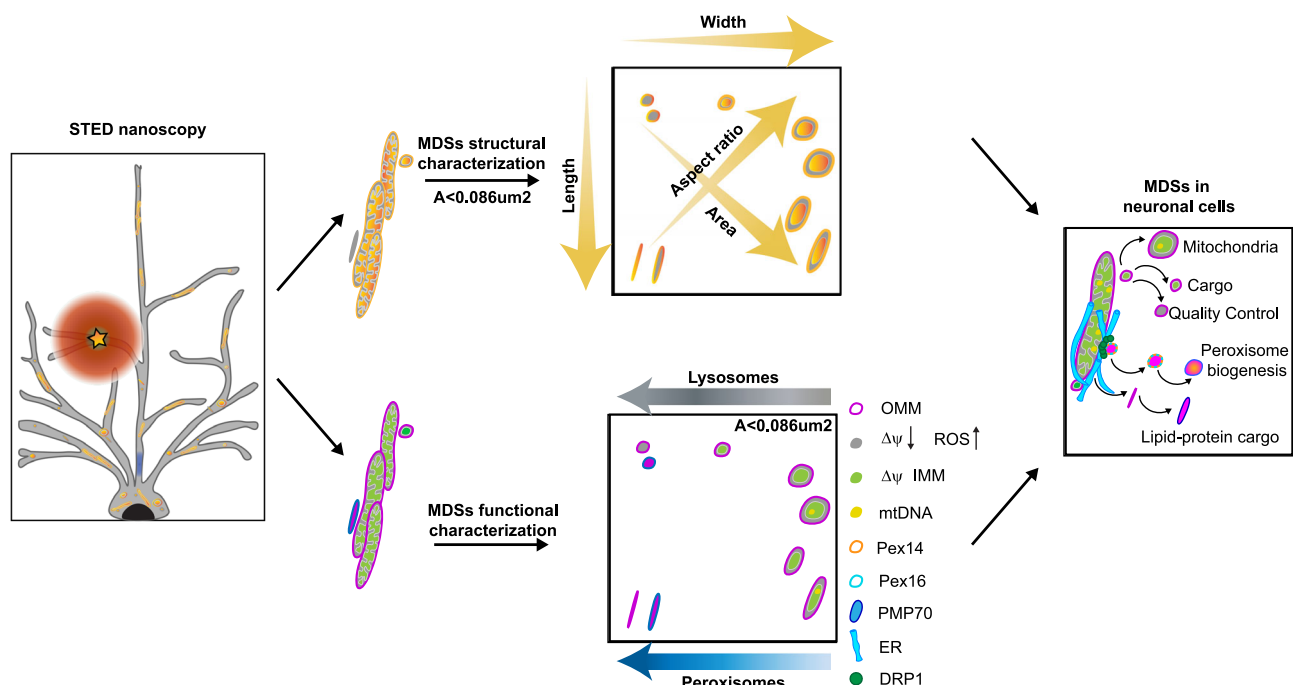 STED nanoscopy
MDSs structural
characterization
A<0.086um2
Width
Length
Aspect ratio
Area
MDSs functional
characterization
Lysosomes
A<0.086um2
Peroxisomes
OMM
Δψ↓ ROS↑
Δψ IMM
mtDNA
Pex14
Pex16
PMP70
ER
DRP1
MDSs in
neuronal cells
Mitochondria
Cargo
Quality Control
Peroxisome
biogenesis
Lipid-protein cargo